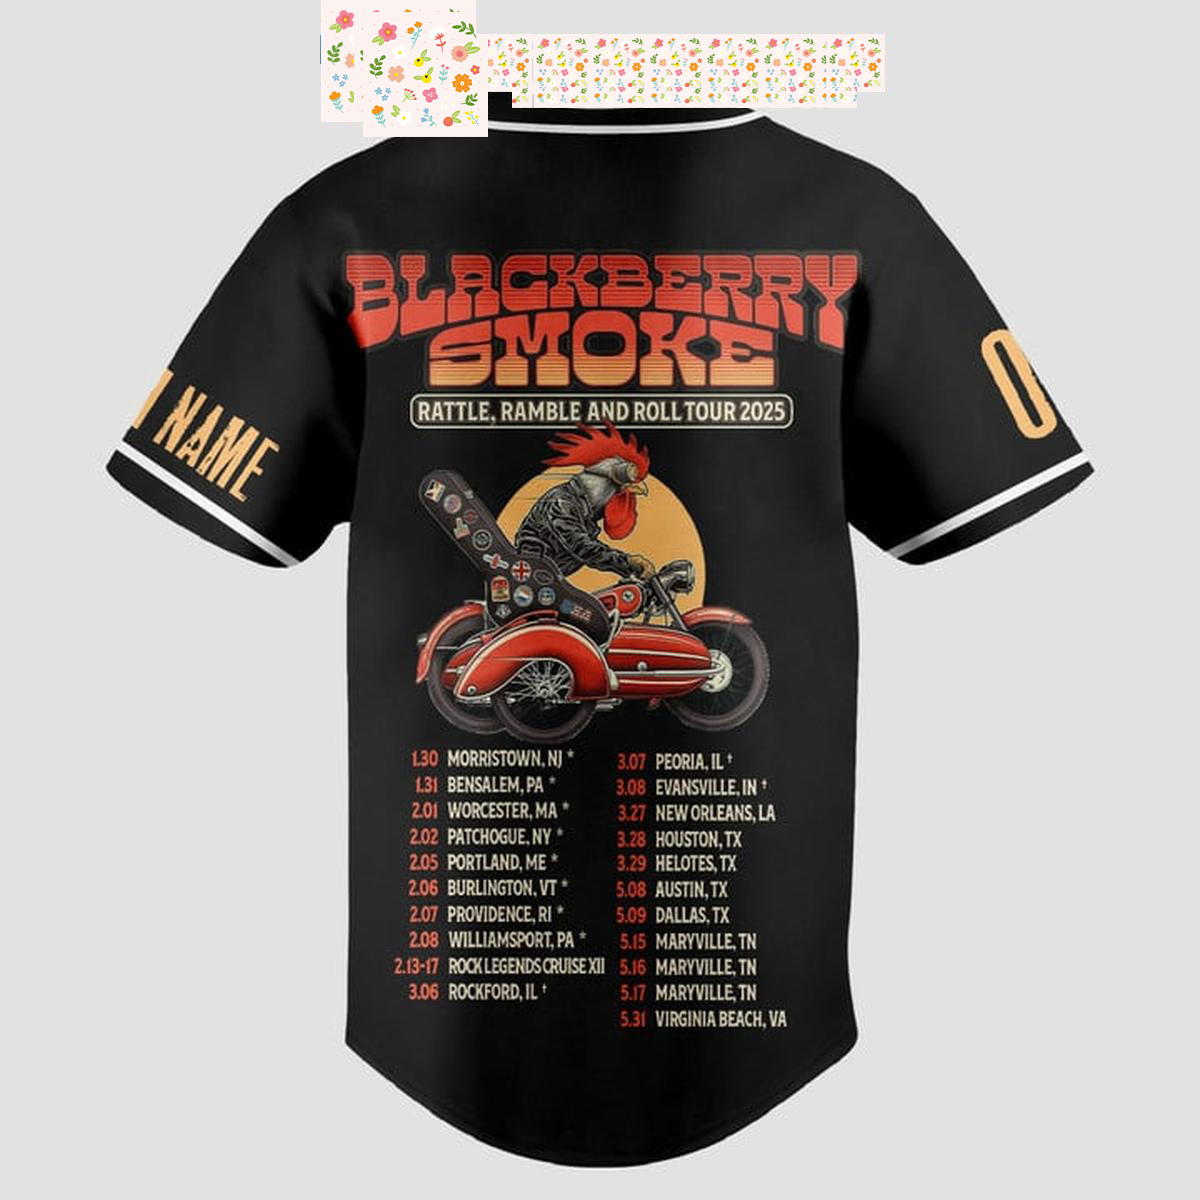 BLACKBERRY
SMOKE
RATTLE, RAMBLE AND ROLL TOUR 2025
NAME
0
1.30 MORRISTOWN, NJ *
1.31 BENSALEM, PA *
2.01 WORCESTER, MA *
2.02 PATCHOGUE, NY *
2.05 PORTLAND, ME *
2.06 BURLINGTON, VT *
2.07 PROVIDENCE, RI *
2.08 WILLIAMSPORT, PA *
2.13-17 ROCK LEGENDS CRUISE XII
3.06 ROCKFORD, IL †
3.07 PEORIA, IL †
3.08 EVANSVILLE, IN †
3.27 NEW ORLEANS, LA
3.28 HOUSTON, TX
3.29 HELOTES, TX
5.08 AUSTIN, TX
5.09 DALLAS, TX
5.15 MARYVILLE, TN
5.16 MARYVILLE, TN
5.17 MARYVILLE, TN
5.31 VIRGINIA BEACH, VA